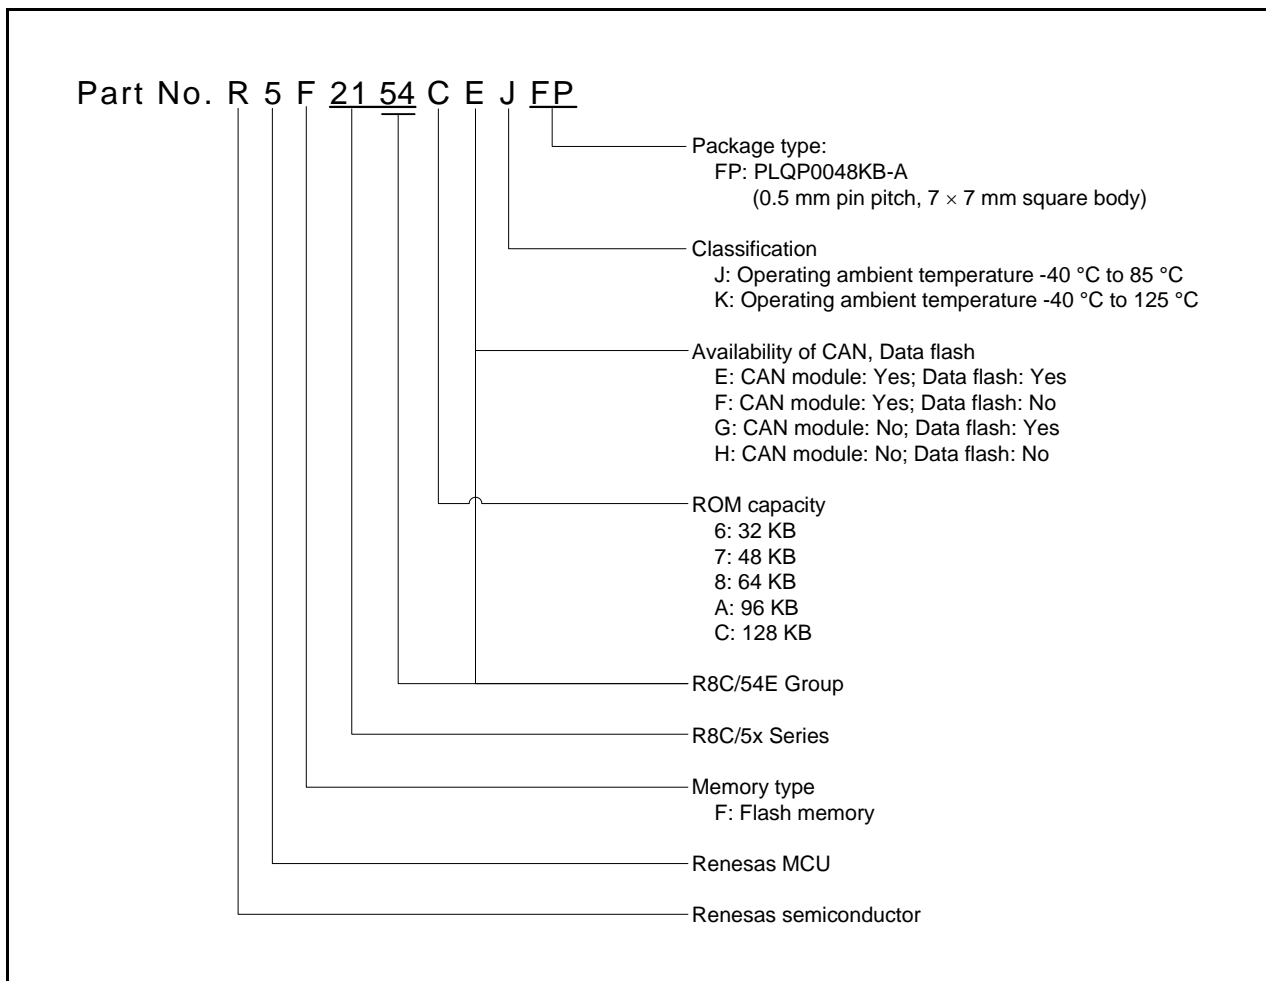 Part No. R 5 F 21 54 C E J FP
Package type:
FP: PLQP0048KB-A
(0.5 mm pin pitch, 7 × 7 mm square body)
Classification
J: Operating ambient temperature -40 °C to 85 °C
K: Operating ambient temperature -40 °C to 125 °C
Availability of CAN, Data flash
E: CAN module: Yes; Data flash: Yes
F: CAN module: Yes; Data flash: No
G: CAN module: No; Data flash: Yes
H: CAN module: No; Data flash: No
ROM capacity
6: 32 KB
7: 48 KB
8: 64 KB
A: 96 KB
C: 128 KB
R8C/54E Group
R8C/5x Series
Memory type
F: Flash memory
Renesas MCU
Renesas semiconductor